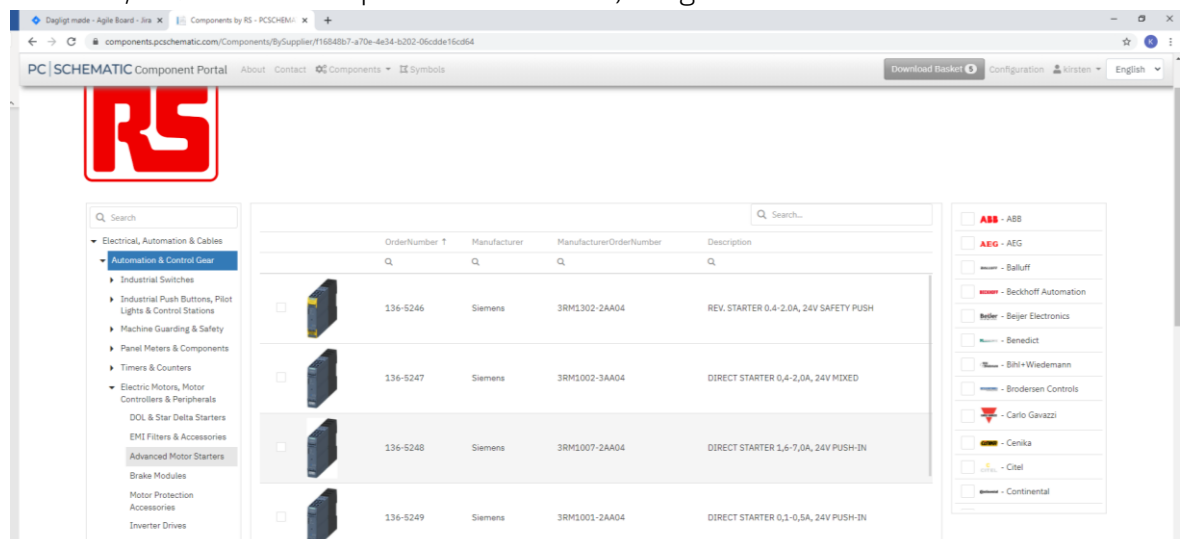 Dagligt møde - Agile Board - Jira
Components by RS - PCSCHEMA
components.pcschematic.com/Components/BySupplier/f16848b7-a70e-4e34-b202-06cdde16cd64
K
PC|SCHEMATIC Component Portal About Contact Components Symbols
Download Basket 5 Configuration kirsten English
RS
Search
Search...
Electrical, Automation & Cables
Automation & Control Gear
Industrial Switches
Industrial Push Buttons, Pilot
Lights & Control Stations
Machine Guarding & Safety
Panel Meters & Components
Timers & Counters
Electric Motors, Motor
Controllers & Peripherals
DOL & Star Delta Starters
EMI Filters & Accessories
Advanced Motor Starters
Brake Modules
Motor Protection
Accessories
Inverter Drives
OrderNumber ↑ Manufacturer ManufacturerOrderNumber Description
136-5246 Siemens 3RM1302-2AA04 REV. STARTER 0.4-2.0A, 24V SAFETY PUSH
136-5247 Siemens 3RM1002-3AA04 DIRECT STARTER 0,4-2,0A, 24V MIXED
136-5248 Siemens 3RM1007-2AA04 DIRECT STARTER 1,6-7,0A, 24V PUSH-IN
136-5249 Siemens 3RM1001-2AA04 DIRECT STARTER 0,1-0,5A, 24V PUSH-IN
ABB - ABB
AEG - AEG
- Balluff
- Beckhoff Automation
Beijer - Beijer Electronics
- Benedict
- Bihl+Wiedemann
- Brodersen Controls
- Carlo Gavazzi
- Cenika
- Citel
- Continental